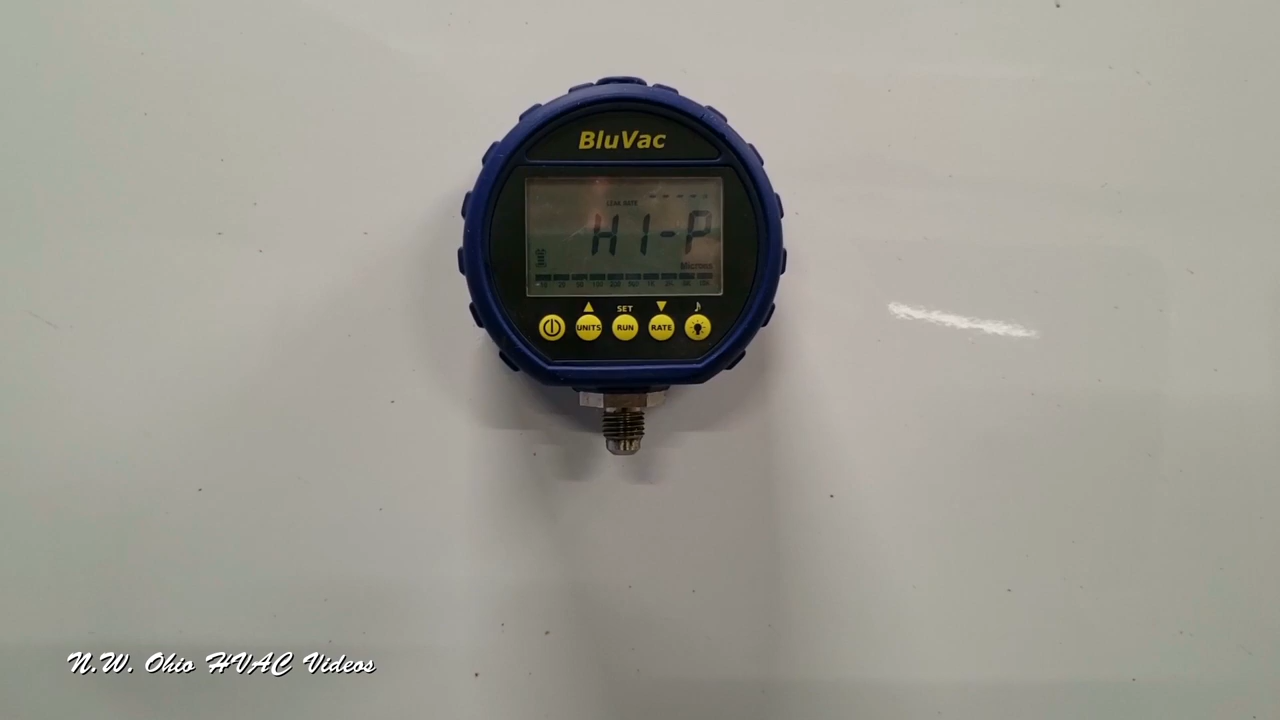 BluVac
LEAK RATE - - - - -
HI-P
Microns
SET
UNITS RUN RATE
N.W. Ohio HVAC Videos